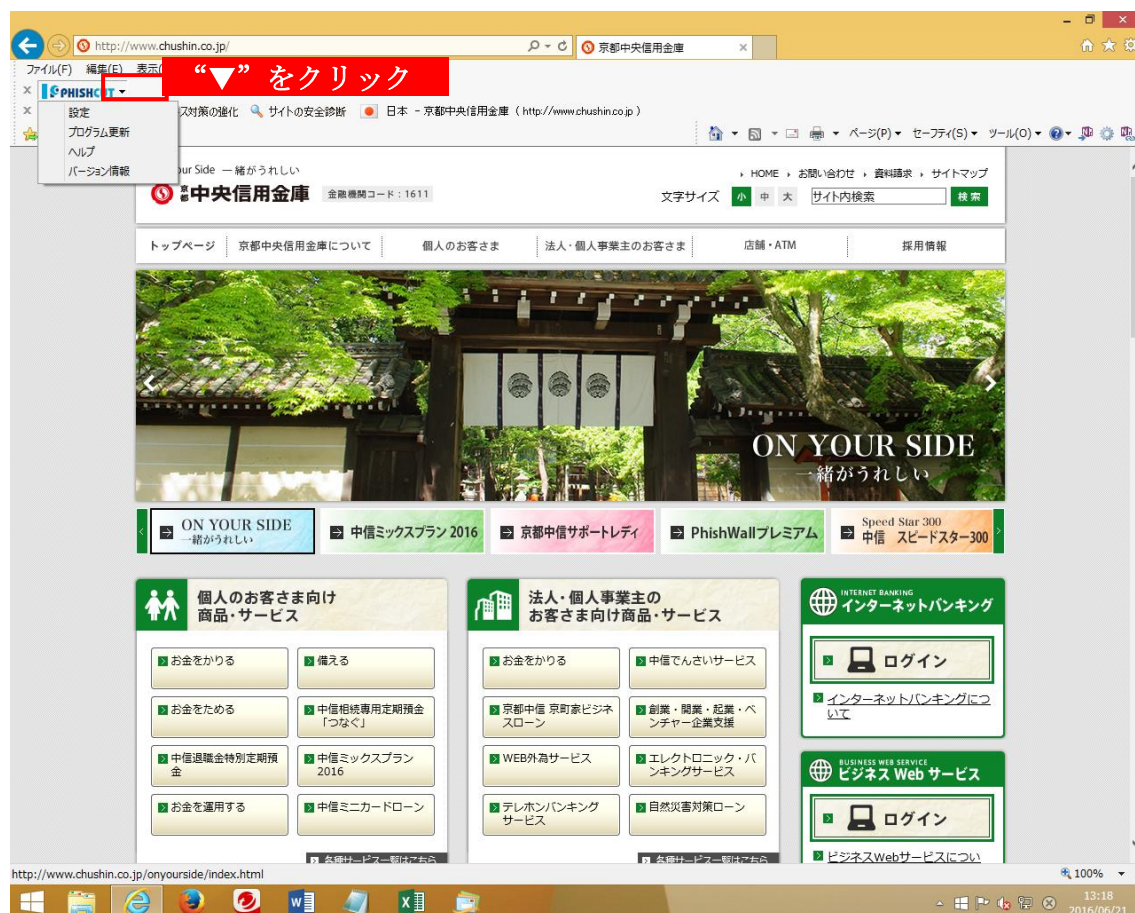 http://www.chushin.co.jp/
京都中央信用金庫
ファイル(F) 編集(E)
“▼” をクリック
設定
プログラム更新
ヘルプ
バージョン情報
ス対策の強化 サイトの安全診断 日本 - 京都中央信用金庫 ( http://www.chushin.co.jp )
ページ(P) セーフティ(S) ツール(O)
ur Side 一緒がうれしい
HOME お問い合わせ 資料請求 サイトマップ
京都中央信用金庫 金融機関コード:1611
文字サイズ 小 中 大 サイト内検索 検索
トップページ 京都中央信用金庫について 個人のお客さま 法人・個人事業主のお客さま 店舗・ATM 採用情報
ON YOUR SIDE
一緒がうれしい
ON YOUR SIDE
一緒がうれしい
中信ミックスプラン 2016
京都中信サポートレディ
PhishWallプレミアム
Speed Star 300
中信 スピードスター300
個人のお客さま向け
商品・サービス
お金をかりる
備える
お金をためる
中信相続専用定期預金
「つなぐ」
中信退職金特別定期預
金
中信ミックスプラン
2016
お金を運用する
中信ミニカードローン
各種サービス一覧はこちら
法人・個人事業主の
お客さま向け商品・サービス
お金をかりる
中信でんさいサービス
京都中信 京町家ビジネ
スローン
創業・開業・起業・ベ
ンチャー企業支援
WEB外為サービス
エレクトロニック・バ
ンキングサービス
テレホンバンキング
サービス
自然災害対策ローン
各種サービス一覧はこちら
INTERNET BANKING
インターネットバンキング
ログイン
インターネットバンキングにつ
いて
BUSINESS WEB SERVICE
ビジネス Web サービス
ログイン
ビジネスWebサービスについ
http://www.chushin.co.jp/onyourside/index.html
100%
13:18
2016/06/21